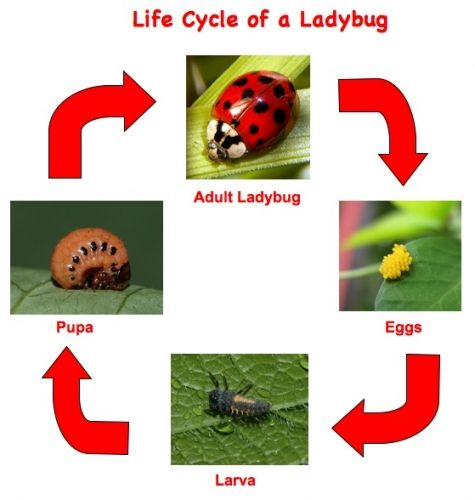 Life Cycle of a Ladybug
Adult Ladybug
Eggs
Larva
Pupa